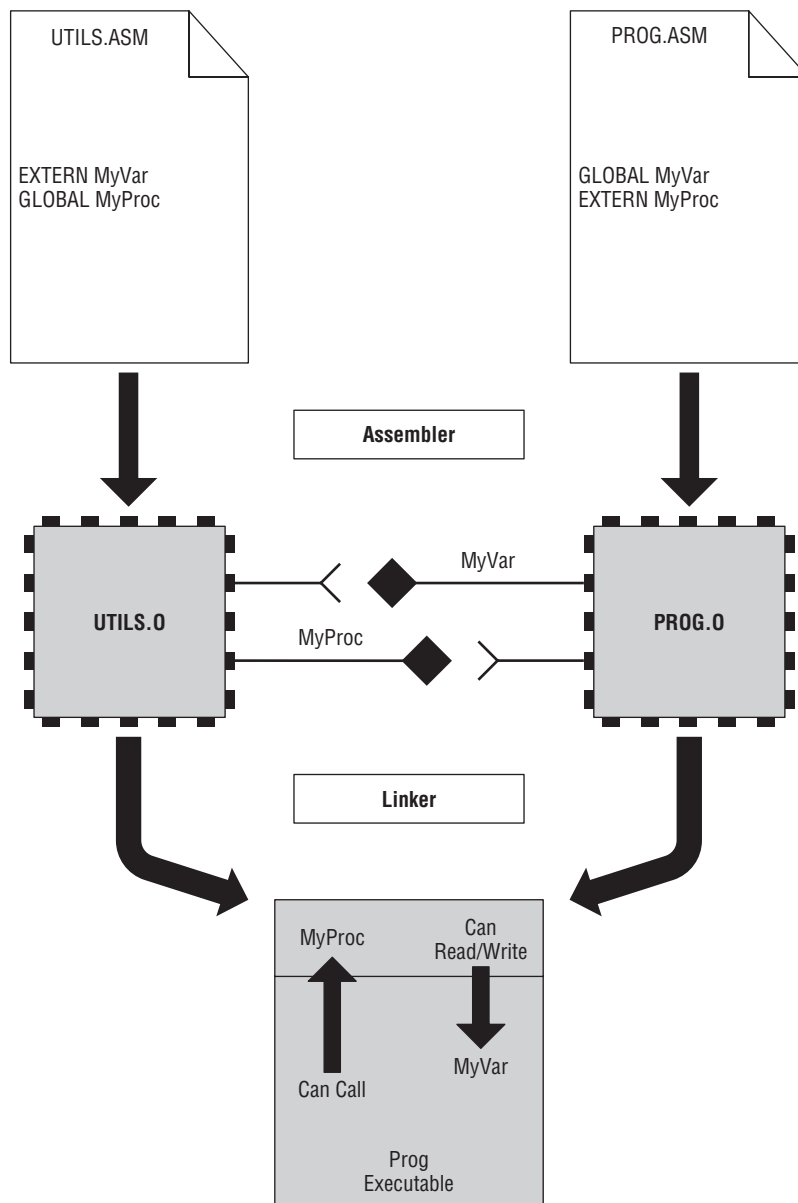 UTILS.ASM
EXTERN MyVar
GLOBAL MyProc
PROG.ASM
GLOBAL MyVar
EXTERN MyProc
Assembler
UTILS.O
MyVar
MyProc
PROG.O
Linker
MyProc
Can
Read/Write
Can Call
MyVar
Prog
Executable